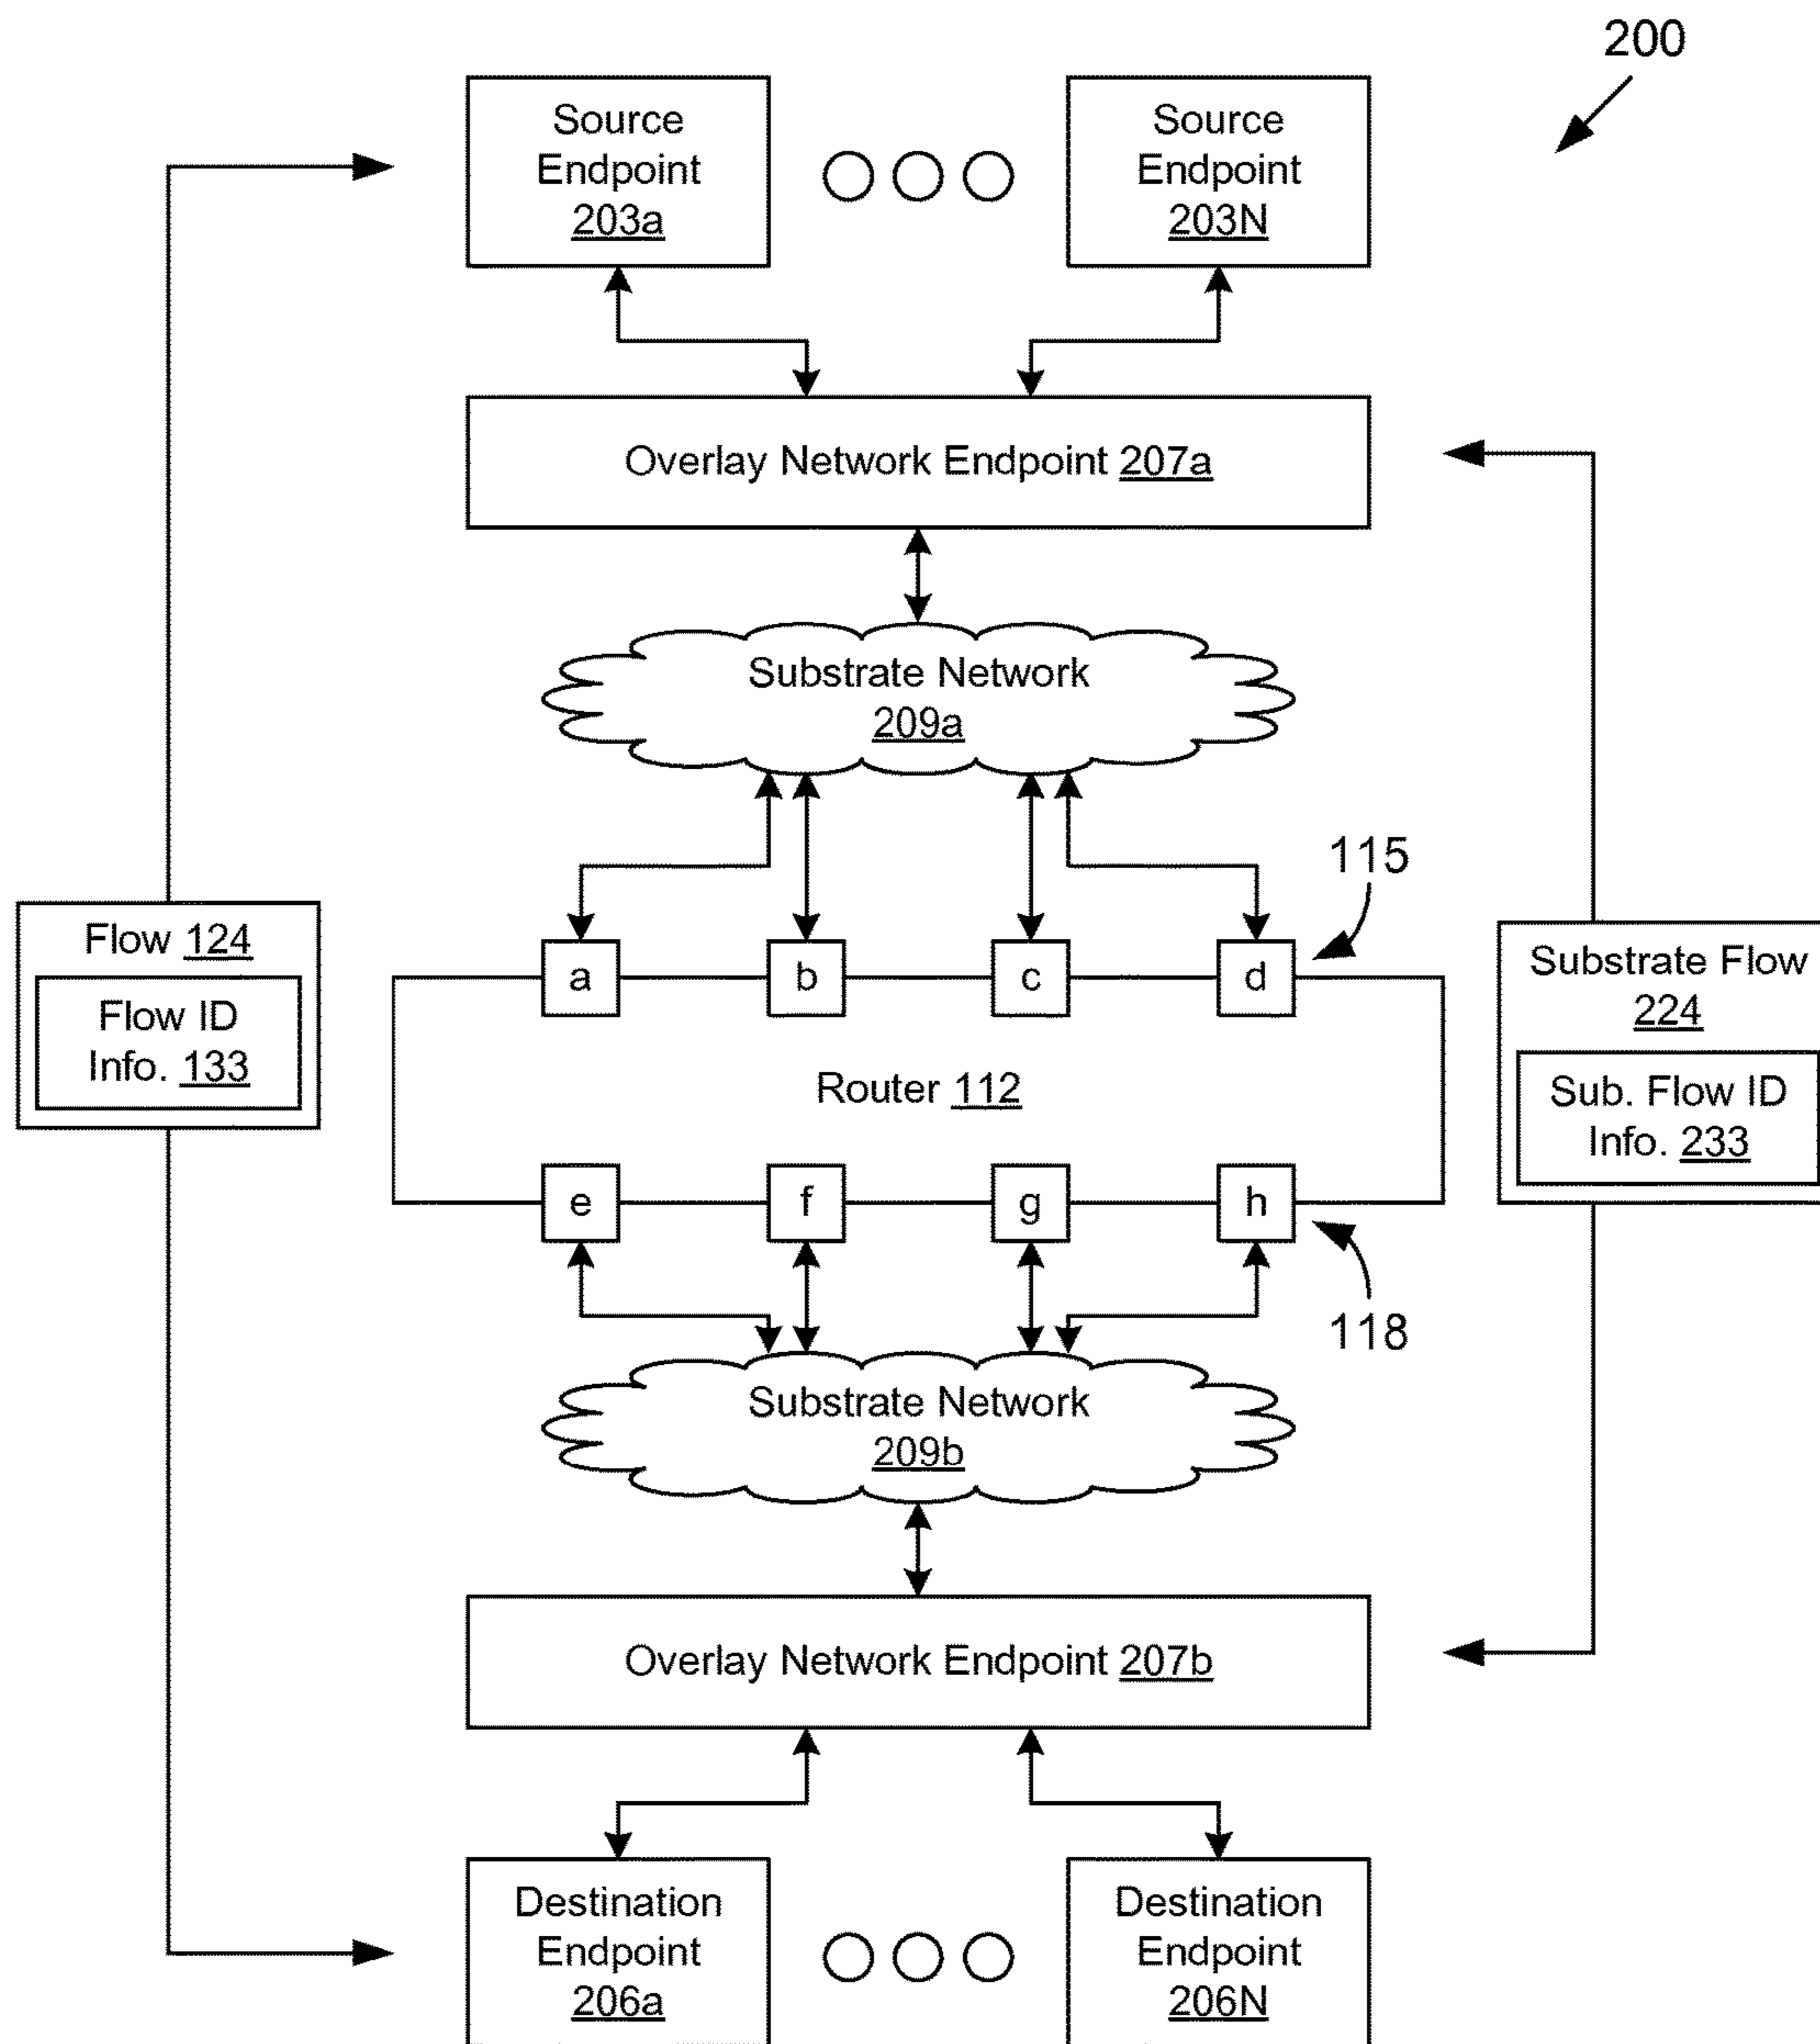 200
Source
Endpoint
203a
Source
Endpoint
203N
Overlay Network Endpoint 207a
Substrate Network
209a
115
a
b
c
d
Flow 124
Flow ID
Info. 133
Router 112
Substrate Flow
224
Sub. Flow ID
Info. 233
e
f
g
h
118
Substrate Network
209b
Overlay Network Endpoint 207b
Destination
Endpoint
206a
Destination
Endpoint
206N